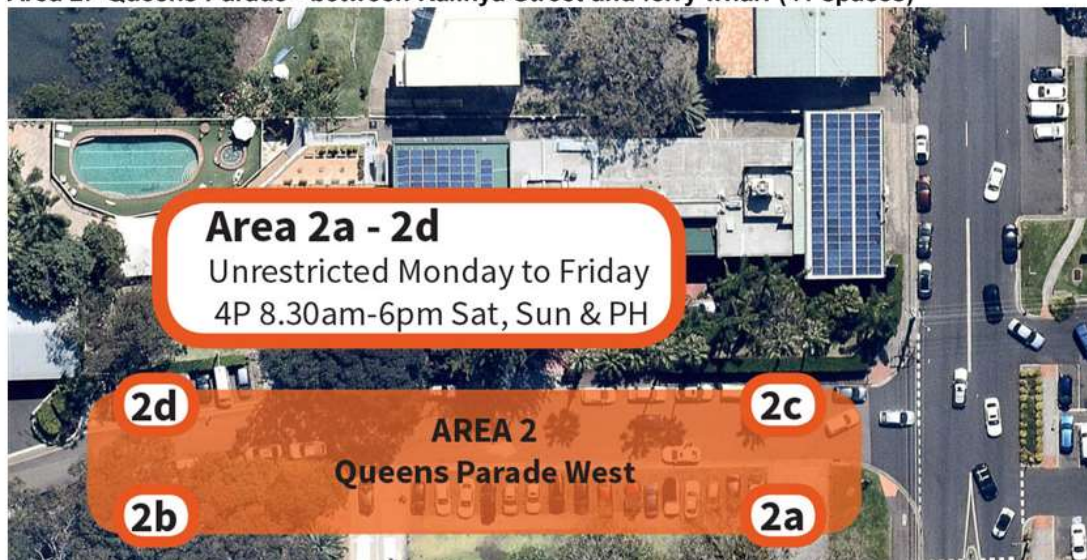 Area 2a - 2d
Unrestricted Monday to Friday
4P 8.30am-6pm Sat, Sun & PH
2d
2c
AREA 2
Queens Parade West
2b
2a